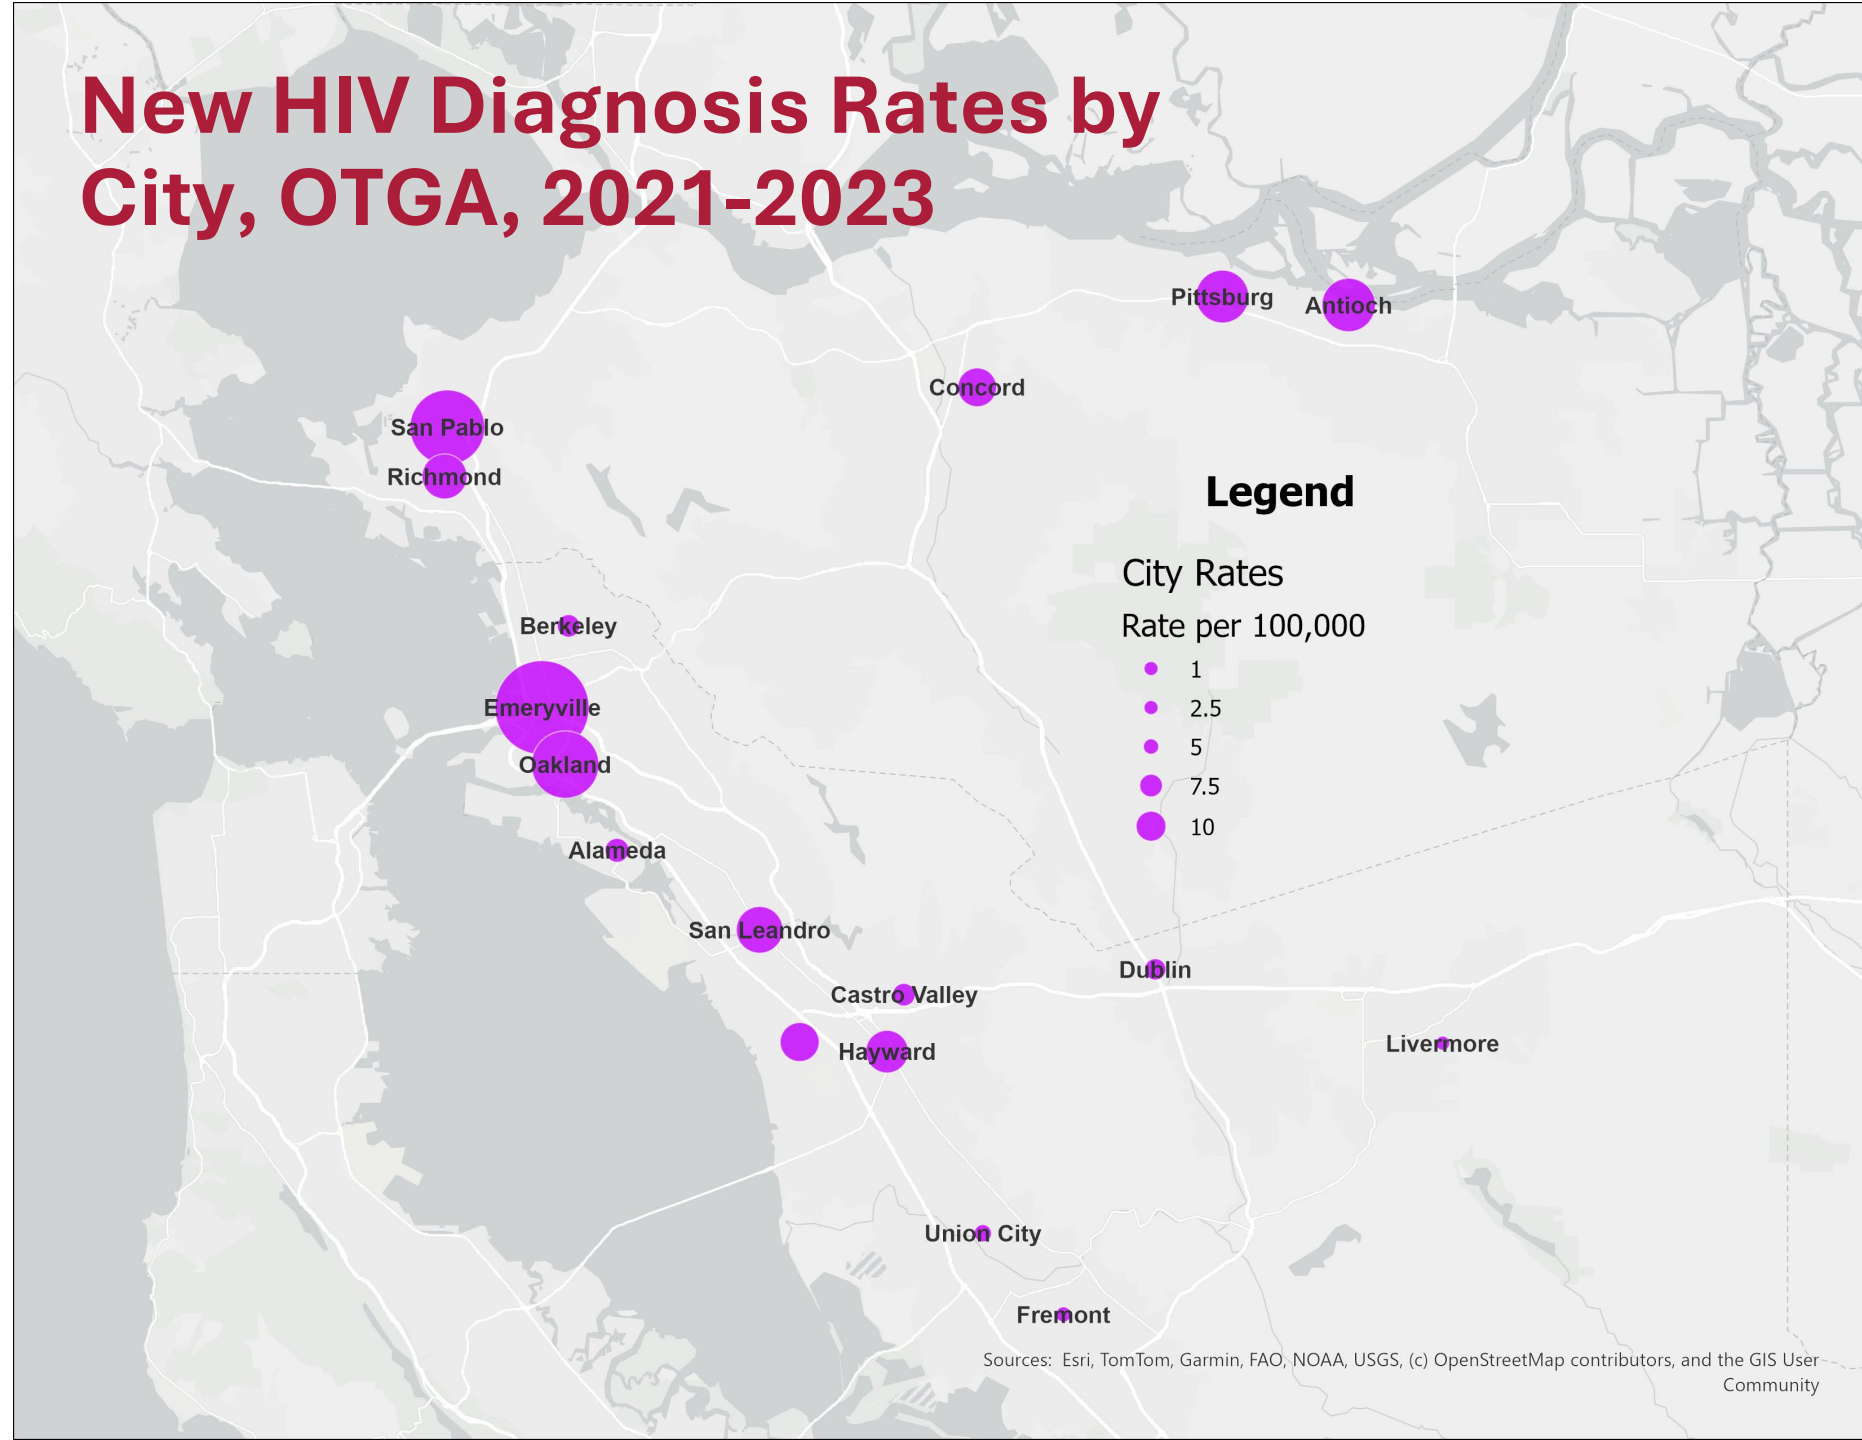 New HIV Diagnosis Rates by
City, OTGA, 2021-2023
Pittsburg
Antioch
Concord
San Pablo
Richmond
Legend
City Rates
Rate per 100,000
1
2.5
5
7.5
10
Berkeley
Emeryville
Oakland
Alameda
San Leandro
Castro Valley
Dublin
Hayward
Livermore
Union City
Fremont
Sources: Esri, TomTom, Garmin, FAO, NOAA, USGS, (c) OpenStreetMap contributors, and the GIS User
Community